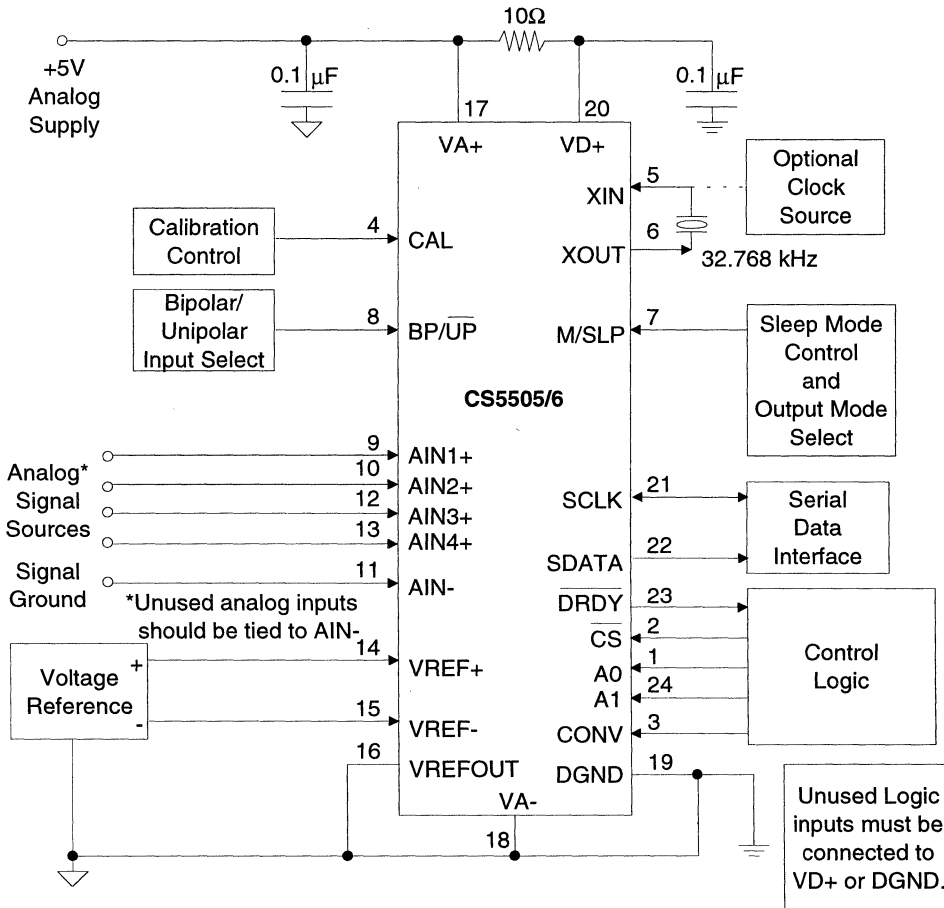 10Ω
+5V
Analog
Supply
0.1 µF
0.1 µF
17
20
VA+
VD+
Optional
Clock
Source
5
XIN
6
XOUT
32.768 kHz
Calibration
Control
4
CAL
Bipolar/
Unipolar
Input Select
8
BP/UP
7
M/SLP
Sleep Mode
Control
and
Output Mode
Select
CS5505/6
Analog*
Signal
Sources
9
AIN1+
10
AIN2+
12
AIN3+
13
AIN4+
Signal
Ground
11
AIN-
*Unused analog inputs
should be tied to AIN-
SCLK
21
SDATA
22
Serial
Data
Interface
DRDY
23
CS
2
A0
1
A1
24
CONV
3
Control
Logic
Voltage
Reference
+
-
14
VREF+
15
VREF-
16
VREFOUT
DGND
19
VA-
18
Unused Logic
inputs must be
connected to
VD+ or DGND.